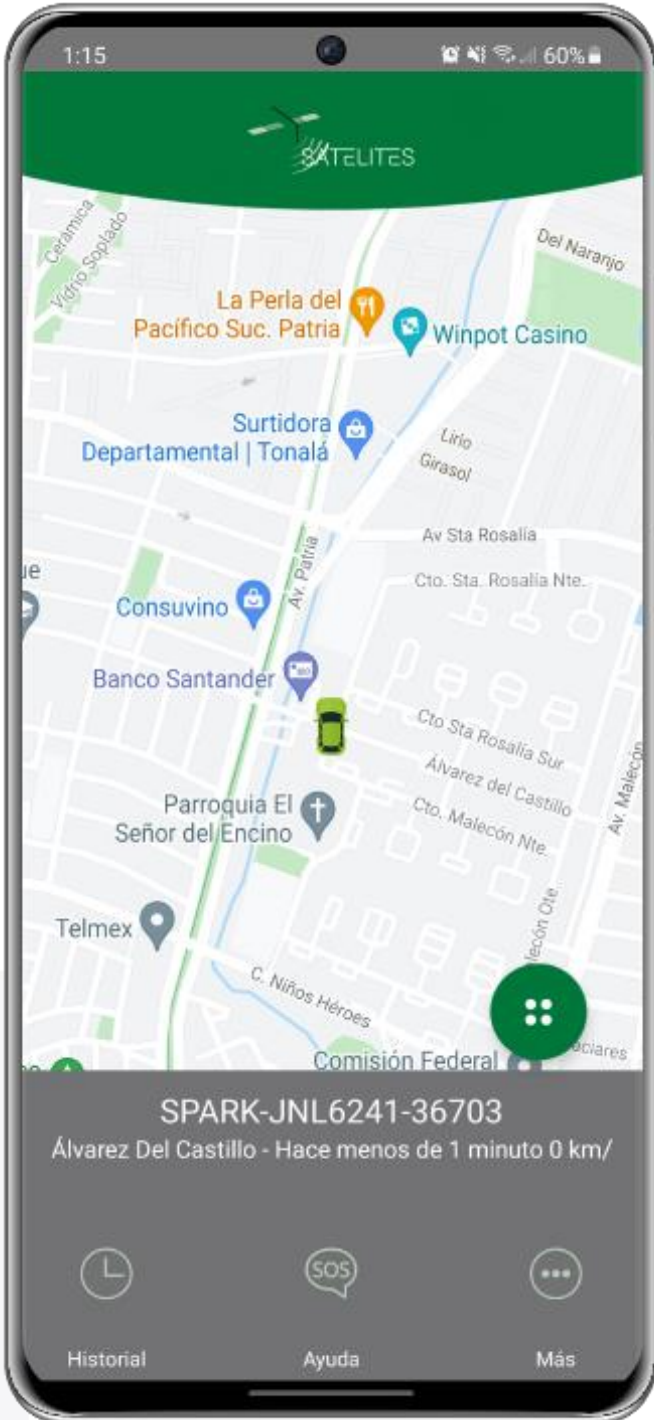 1:15
60%
SATELITES
Cerámica
Vidrio Soplado
Del Naranjo
La Perla del
Pacífico Suc. Patria
Winpot Casino
Surtidora
Departamental | Tonalá
Lirio
Girasol
Av. Patria
Av Sta Rosalía
Cto. Sta. Rosalía Nte.
Consuvino
Banco Santander
Cto Sta Rosalía Sur
Álvarez del Castillo
Cto. Malecón Nte.
Av. Malecón
Parroquia El
Señor del Encino
Telmex
C. Niños Héroes
Comisión Federal
SPARK-JNL6241-36703
Álvarez Del Castillo - Hace menos de 1 minuto 0 km/
SOS
Historial
Ayuda
Más